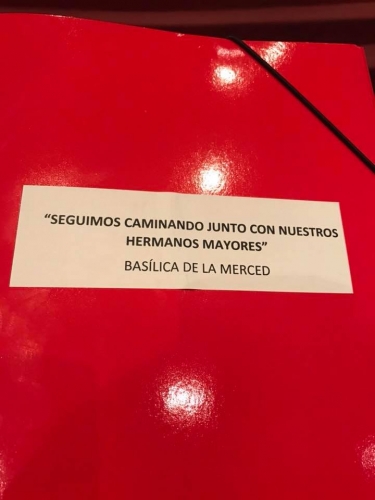 “SEGUIMOS CAMINANDO JUNTO CON NUESTROS
HERMANOS MAYORES”
BASÍLICA DE LA MERCED